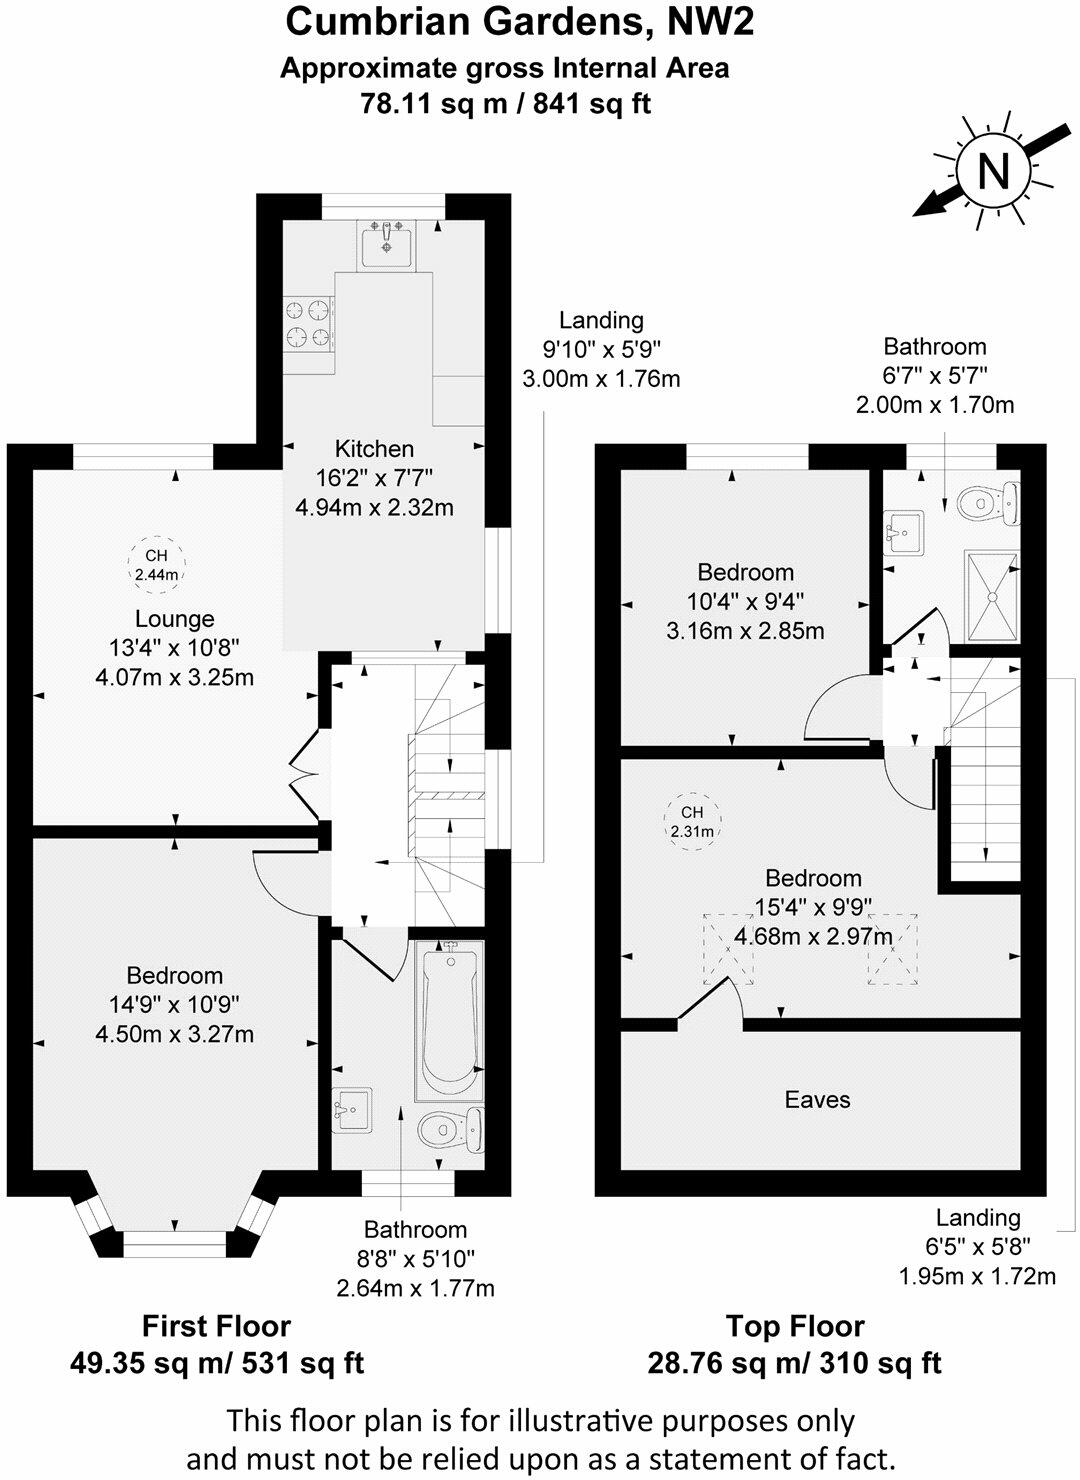 Cumbrian Gardens, NW2
Approximate gross Internal Area
78.11 sq m / 841 sq ft
N
Landing
9'10" x 5'9"
3.00m x 1.76m
Bathroom
6'7" x 5'7"
2.00m x 1.70m
Kitchen
16'2" x 7'7"
4.94m x 2.32m
CH
2.44m
Lounge
13'4" x 10'8"
4.07m x 3.25m
Bedroom
10'4" x 9'4"
3.16m x 2.85m
CH
2.31m
Bedroom
15'4" x 9'9"
4.68m x 2.97m
Bedroom
14'9" x 10'9"
4.50m x 3.27m
Eaves
Bathroom
8'8" x 5'10"
2.64m x 1.77m
Landing
6'5" x 5'8"
1.95m x 1.72m
First Floor
49.35 sq m/ 531 sq ft
Top Floor
28.76 sq m/ 310 sq ft
This floor plan is for illustrative purposes only
and must not be relied upon as a statement of fact.